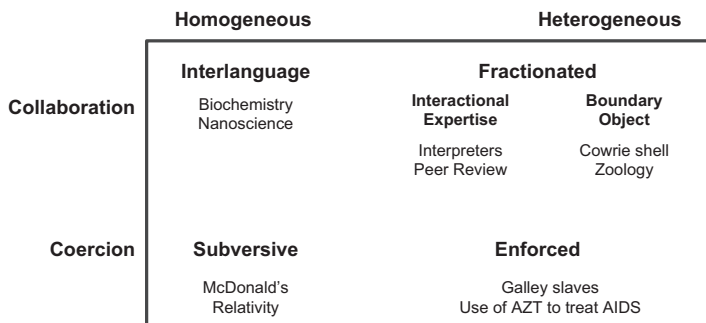 Homogeneous Heterogeneous
Interlanguage Fractionated
Collaboration
Biochemistry
Nanoscience
Interactional
Expertise
Boundary
Object
Interpreters
Peer Review
Cowrie shell
Zoology
Coercion Subversive Enforced
McDonald's
Relativity
Galley slaves
Use of AZT to treat AIDS